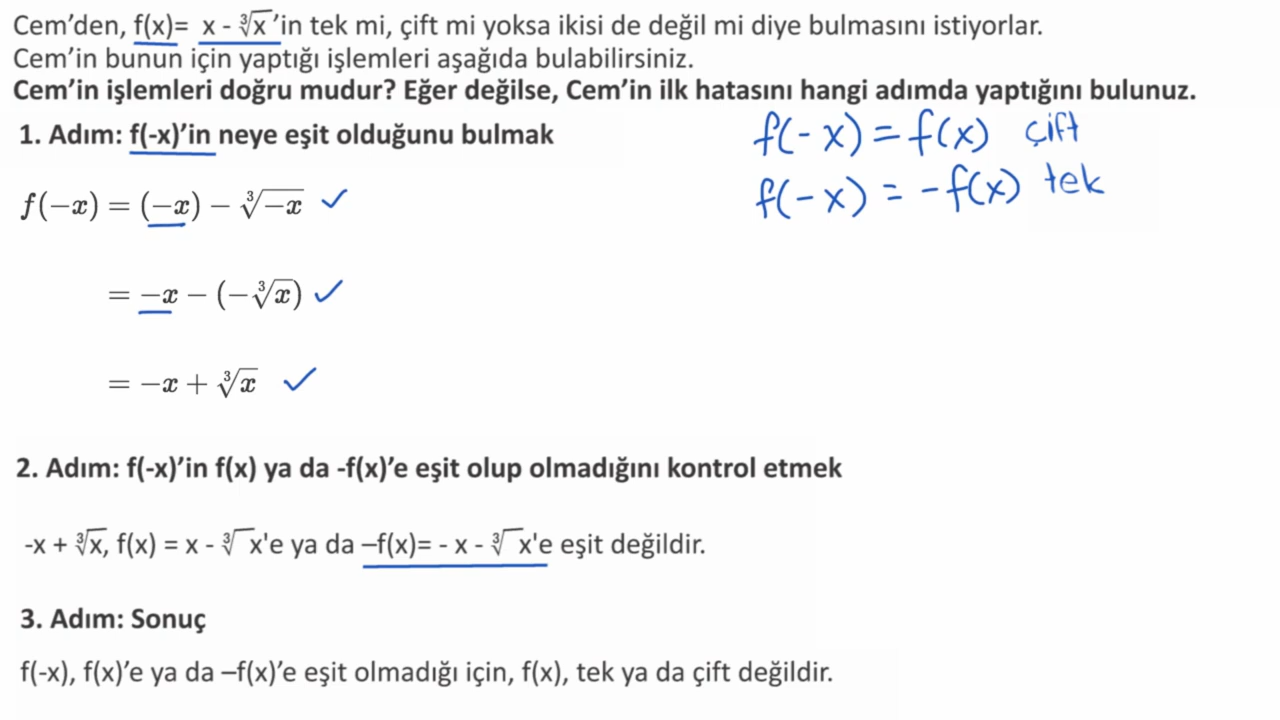 Cem'den, f(x)= x - ∛x'in tek mi, çift mi yoksa ikisi de değil mi diye bulmasını istiyorlar.
Cem'in bunun için yaptığı işlemleri aşağıda bulabilirsiniz.
Cem'in işlemleri doğru mudur? Eğer değilse, Cem'in ilk hatasını hangi adımda yaptığını bulunuz.
1. Adım: f(-x)'in neye eşit olduğunu bulmak
f(-x) = f(x) çift
f(-x) = -f(x) tek
f(−x) = (−x) − ∛−x ✓
= −x − (−∛x) ✓
= −x + ∛x ✓
2. Adım: f(-x)'in f(x) ya da -f(x)'e eşit olup olmadığını kontrol etmek
-x + ∛x, f(x) = x - ∛ x'e ya da –f(x)= - x - ∛ x'e eşit değildir.
3. Adım: Sonuç
f(-x), f(x)'e ya da –f(x)'e eşit olmadığı için, f(x), tek ya da çift değildir.